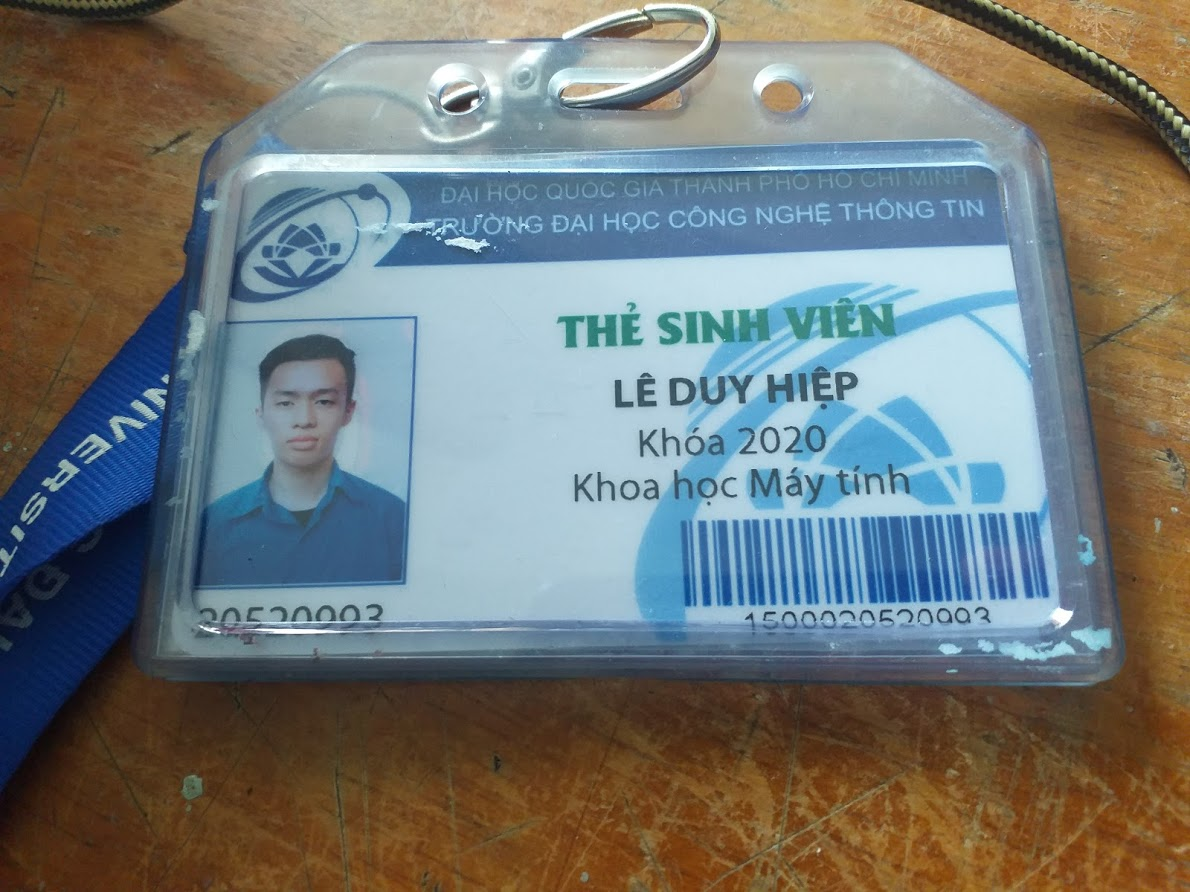 ĐẠI HỌC QUỐC GIA THÀNH PHỐ HỒ CHÍ MINH
TRƯỜNG ĐẠI HỌC CÔNG NGHỆ THÔNG TIN
THẺ SINH VIÊN
LÊ DUY HIỆP
Khóa 2020
Khoa học Máy tính
20520993
1500020520993
ĐẠI